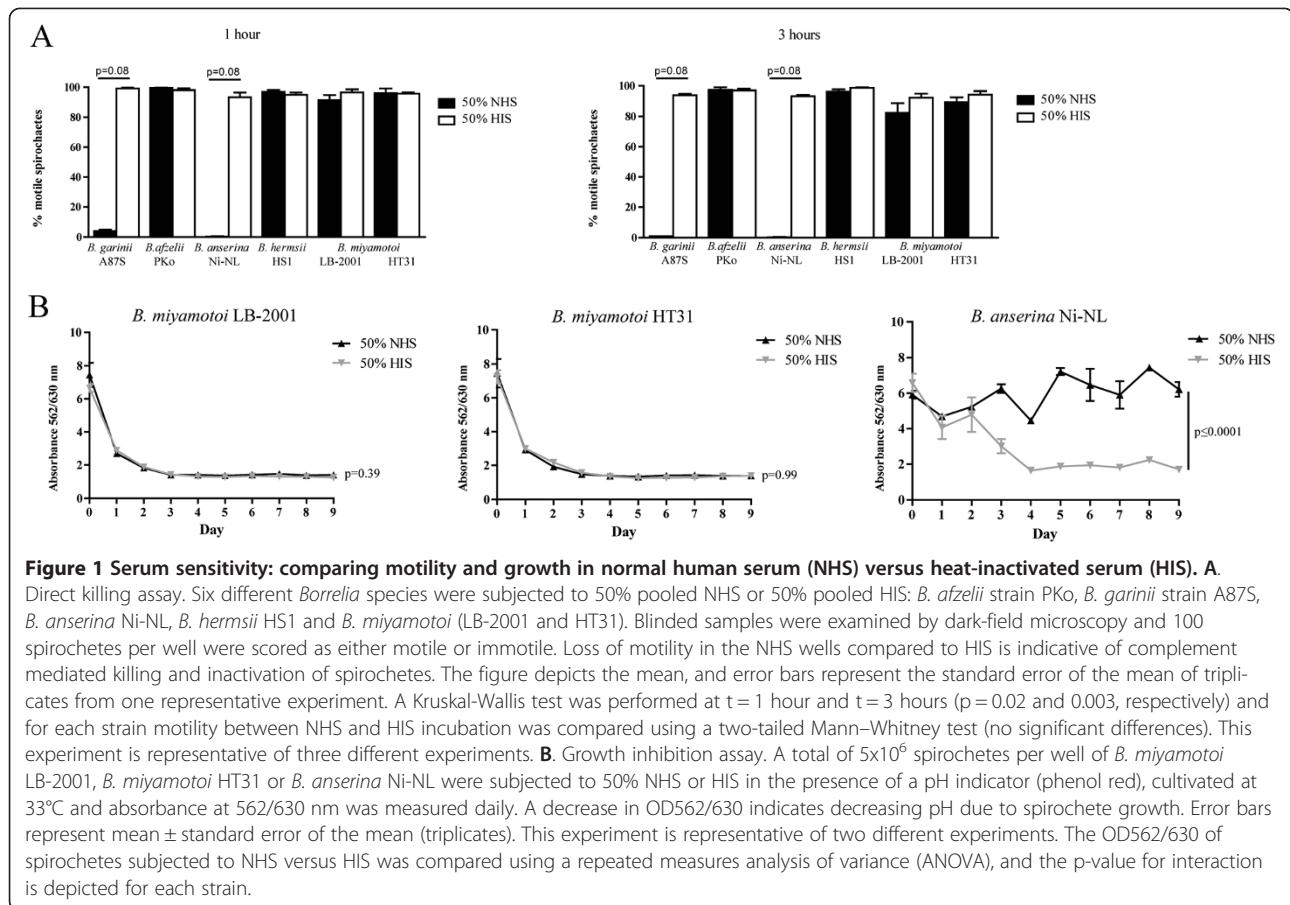 A
1 hour
3 hours
p=0.08
p=0.08
p=0.08
p=0.08
100
80
60
40
20
0
% motile spirochaetes
50% NHS
50% HIS
B. garinii
A87S
B.afzelii
PKo
B. anserina
Ni-NL
B. hermsii
HS1
B. miyamotoi
LB-2001
HT31
100
80
60
40
20
0
% motile spirochaetes
50% NHS
50% HIS
B. garinii
A87S
B.afzelii
PKo
B. anserina
Ni-NL
B. hermsii
HS1
B. miyamotoi
LB-2001
HT31
B
B. miyamotoi LB-2001
10
8
6
4
2
0
Absorbance 562/630 nm
50% NHS
50% HIS
p=0.39
0 1 2 3 4 5 6 7 8 9
Day
B. miyamotoi HT31
10
8
6
4
2
0
Absorbance 562/630 nm
p=0.99
0 1 2 3 4 5 6 7 8 9
Day
B. anserina Ni-NL
10
8
6
4
2
0
Absorbance 562/630 nm
50% NHS
50% HIS
p≤0.0001
0 1 2 3 4 5 6 7 8 9
Day
Figure 1 Serum sensitivity: comparing motility and growth in normal human serum (NHS) versus heat-inactivated serum (HIS). A.
Direct killing assay. Six different Borrelia species were subjected to 50% pooled NHS or 50% pooled HIS: B. afzelii strain PKo, B. garinii strain A87S,
B. anserina Ni-NL, B. hermsii HS1 and B. miyamotoi (LB-2001 and HT31). Blinded samples were examined by dark-field microscopy and 100
spirochetes per well were scored as either motile or immotile. Loss of motility in the NHS wells compared to HIS is indicative of complement
mediated killing and inactivation of spirochetes. The figure depicts the mean, and error bars represent the standard error of the mean of tripli-
cates from one representative experiment. A Kruskal-Wallis test was performed at t = 1 hour and t = 3 hours (p = 0.02 and 0.003, respectively) and
for each strain motility between NHS and HIS incubation was compared using a two-tailed Mann–Whitney test (no significant differences). This
experiment is representative of three different experiments. B. Growth inhibition assay. A total of 5x10⁶ spirochetes per well of B. miyamotoi
LB-2001, B. miyamotoi HT31 or B. anserina Ni-NL were subjected to 50% NHS or HIS in the presence of a pH indicator (phenol red), cultivated at
33°C and absorbance at 562/630 nm was measured daily. A decrease in OD562/630 indicates decreasing pH due to spirochete growth. Error bars
represent mean ± standard error of the mean (triplicates). This experiment is representative of two different experiments. The OD562/630 of
spirochetes subjected to NHS versus HIS was compared using a repeated measures analysis of variance (ANOVA), and the p-value for interaction
is depicted for each strain.